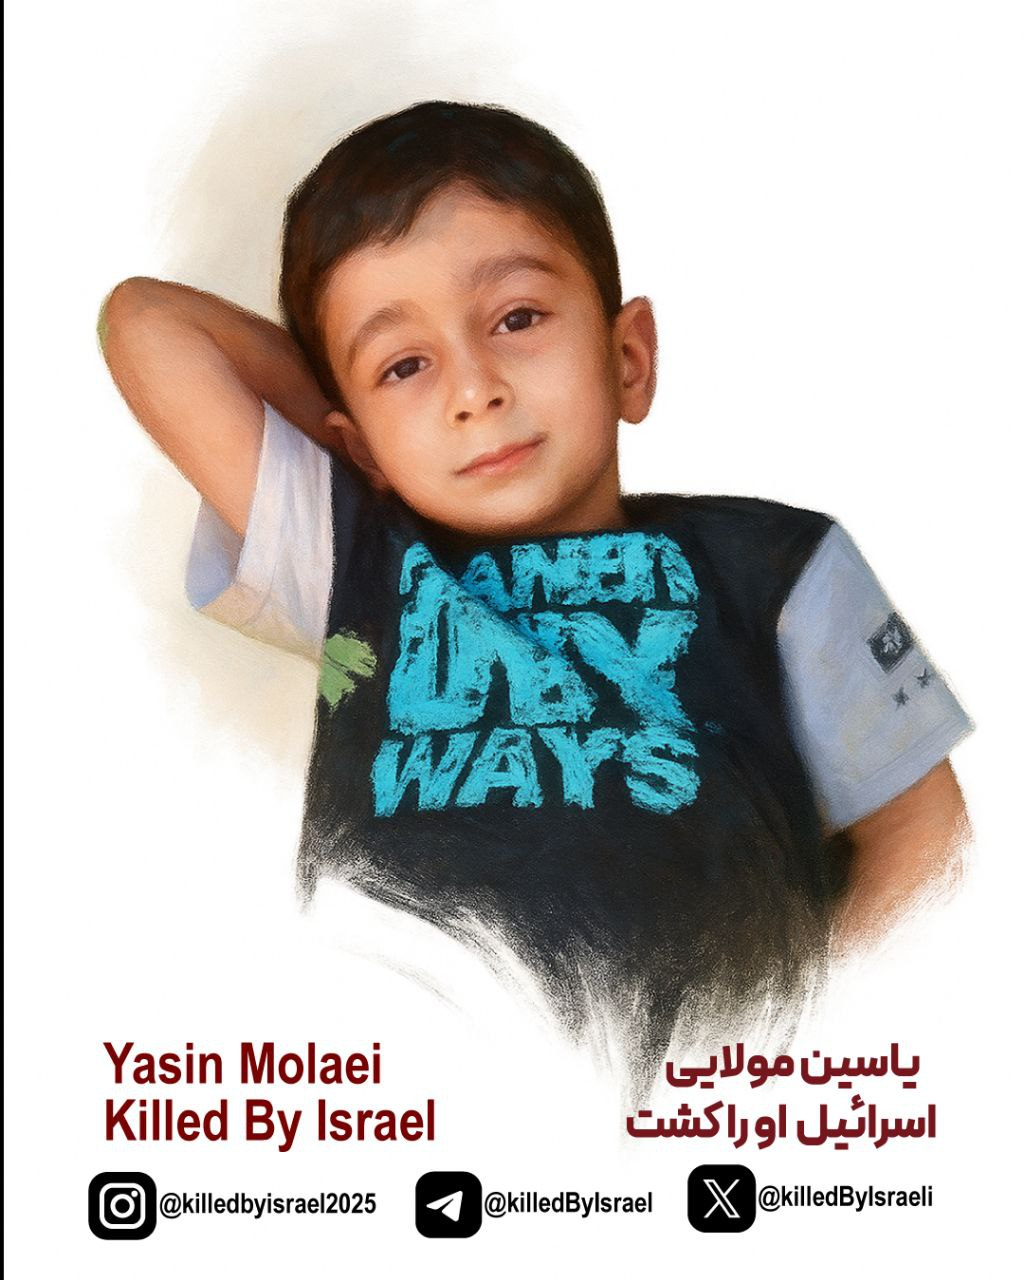 WAYS
Yasin Molaei
Killed By Israel
یاسین مولایی
اسرائیل او را کشت
@killedbyisrael2025
@killedByIsrael
@killedByIsraeli